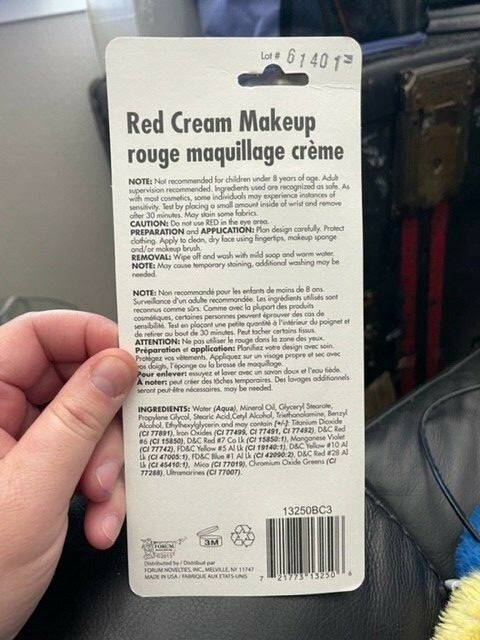 Lot # 61401
Red Cream Makeup
rouge maquillage crème
NOTE: Not recommended for children under 8 years of age. Adult
supervision recommended. Ingredients used are recognized as safe. As
with most cosmetics, some individuals may experience instances of
sensitivity. Test by placing a small amount inside of wrist and remove
after 30 minutes. May stain some fabrics.
CAUTION: Do not use RED in the eye area.
PREPARATION and APPLICATION: Plan design carefully. Protect
clothing. Apply to clean, dry face using fingertips, makeup sponge
and/or makeup brush.
REMOVAL: Wipe off and wash with mild soap and warm water.
NOTE: May cause temporary staining, additional washing may be
needed.
NOTE: Non recommandé pour les enfants de moins de 8 ans.
Surveillance d'un adulte recommandée. Les ingrédients utilisés sont
reconnus comme sûrs. Comme avec la plupart des produits
cosmétiques, certaines personnes peuvent éprouver des cas de
sensibilité. Test en plaçant une petite quantité à l'intérieur du poignet et
de retirer au bout de 30 minutes. Peut tacher certains tissus.
ATTENTION: Ne pas utiliser le rouge dans la zone des yeux.
Préparation et application: Planifiez votre design avec soin.
Protégez vos vêtements. Appliquez sur un visage propre et sec avec
vos doigts, l'éponge ou la brosse de maquillage.
Pour enlever: essuyez et laver avec un savon doux et l'eau tiède.
À noter: peut créer des tâches temporaires. Des lavages additionnels
seront peut-être nécessaires. may be needed.
INGREDIENTS: Water (Aqua), Mineral Oil, Glyceryl Stearate,
Propylene Glycol, Stearic Acid,Cetyl Alcohol, Triethanolamine, Benzyl
Alcohol, Ethylhexylglycerin and may contain [+/-]: Titanium Dioxide
(CI 77891), Iron Oxides (CI 77499, CI 77491, CI 77492), D&C Red
#6 (CI 15850), D&C Red #7 Ca Lk (CI 15850:1), Manganese Violet
(CI 77742), FD&C Yellow #5 Al Lk (CI 19140:1), D&C Yellow #10 Al
Lk (CI 47005:1), FD&C Blue #1 Al Lk (CI 42090:2), D&C Red #28 Al
Lk (CI 45410:1), Mica (CI 77019), Chromium Oxide Greens (CI
77288), Ultramarines (CI 77007).
13250BC3
FORUM
©2013
3M
Distributed by / Distribué par
FORUM NOVELTIES, INC., MELVILLE, NY 11747
MADE IN USA / FABRIQUE AUX ETATS-UNIS
7 21773 13250 6